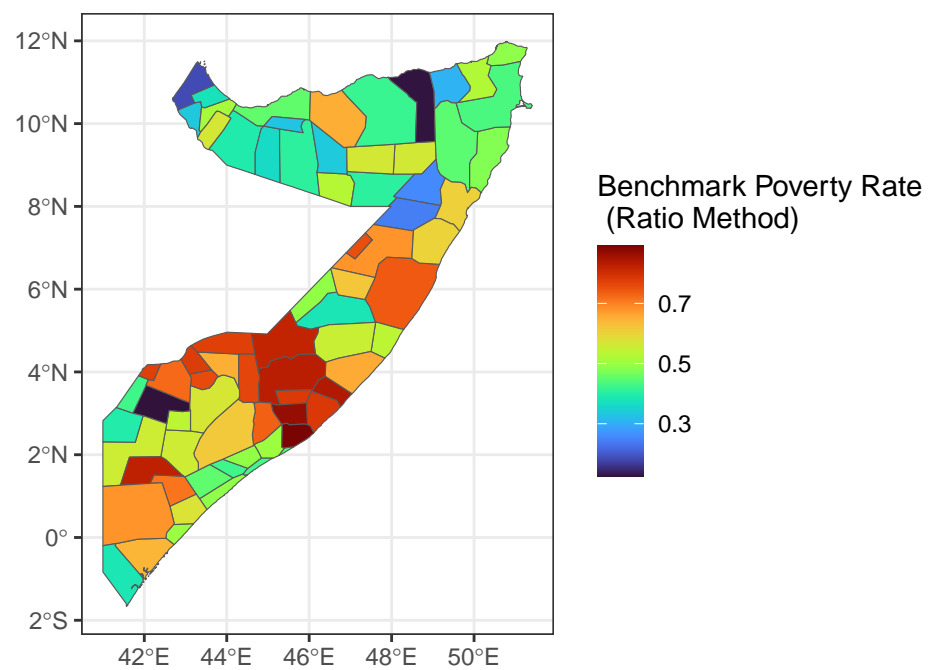 12°N
10°N
8°N
6°N
4°N
2°N
0°
2°S
42°E 44°E 46°E 48°E 50°E
Benchmark Poverty Rate
(Ratio Method)
0.7
0.5
0.3